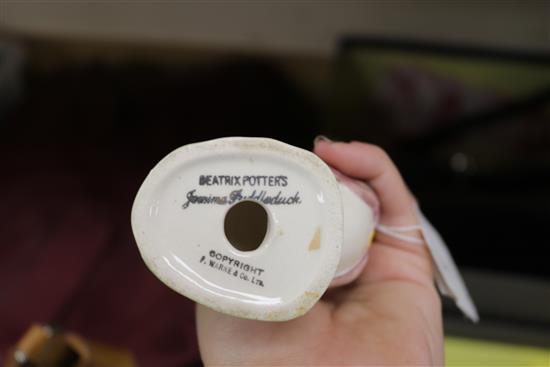 BEATRIX POTTER'S
Jemima Puddleduck
COPYRIGHT
F. WARNE & Co. LTD.